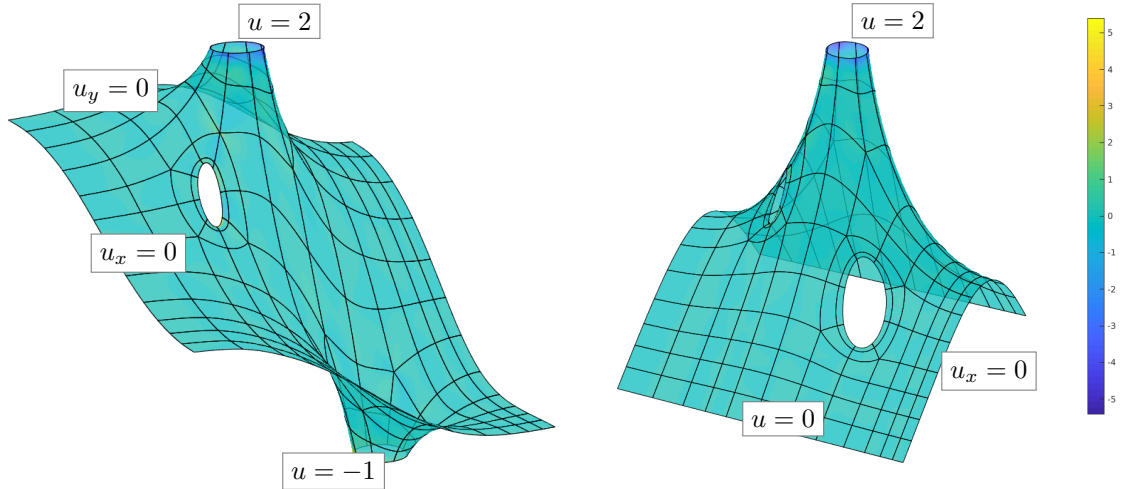 u = 2
u_y = 0
u_x = 0
u = −1
u = 2
u_x = 0
u = 0
5
4
3
2
1
0
-1
-2
-3
-4
-5